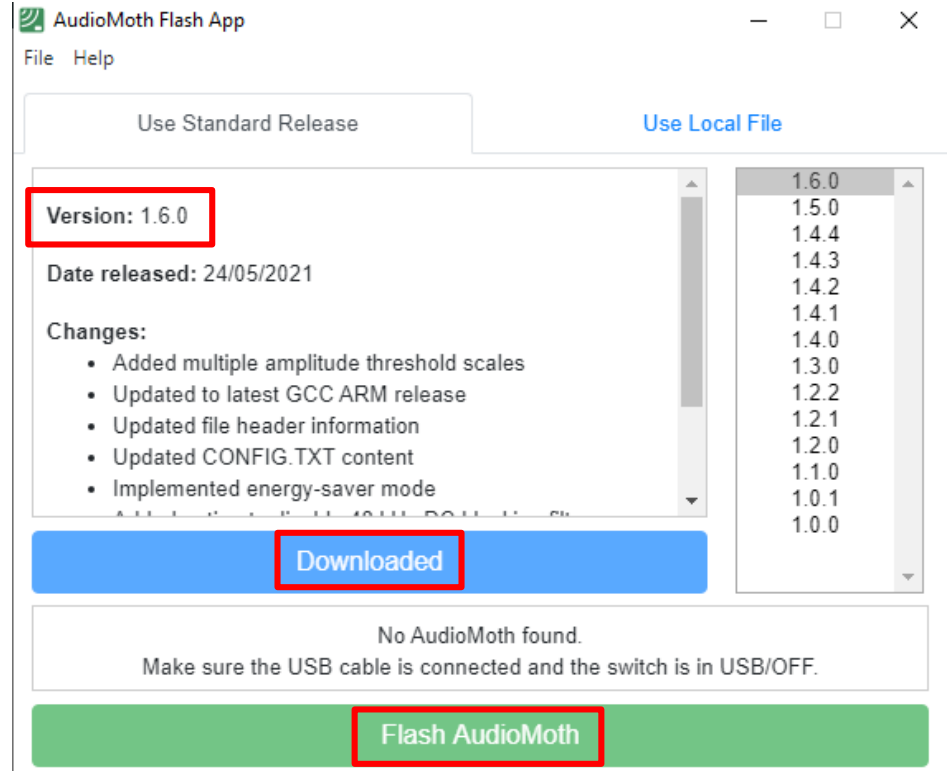 AudioMoth Flash App
File Help
Use Standard Release
Use Local File
Version: 1.6.0
Date released: 24/05/2021
Changes:
• Added multiple amplitude threshold scales
• Updated to latest GCC ARM release
• Updated file header information
• Updated CONFIG.TXT content
• Implemented energy-saver mode
1.6.0
1.5.0
1.4.4
1.4.3
1.4.2
1.4.1
1.4.0
1.3.0
1.2.2
1.2.1
1.2.0
1.1.0
1.0.1
1.0.0
Downloaded
No AudioMoth found.
Make sure the USB cable is connected and the switch is in USB/OFF.
Flash AudioMoth